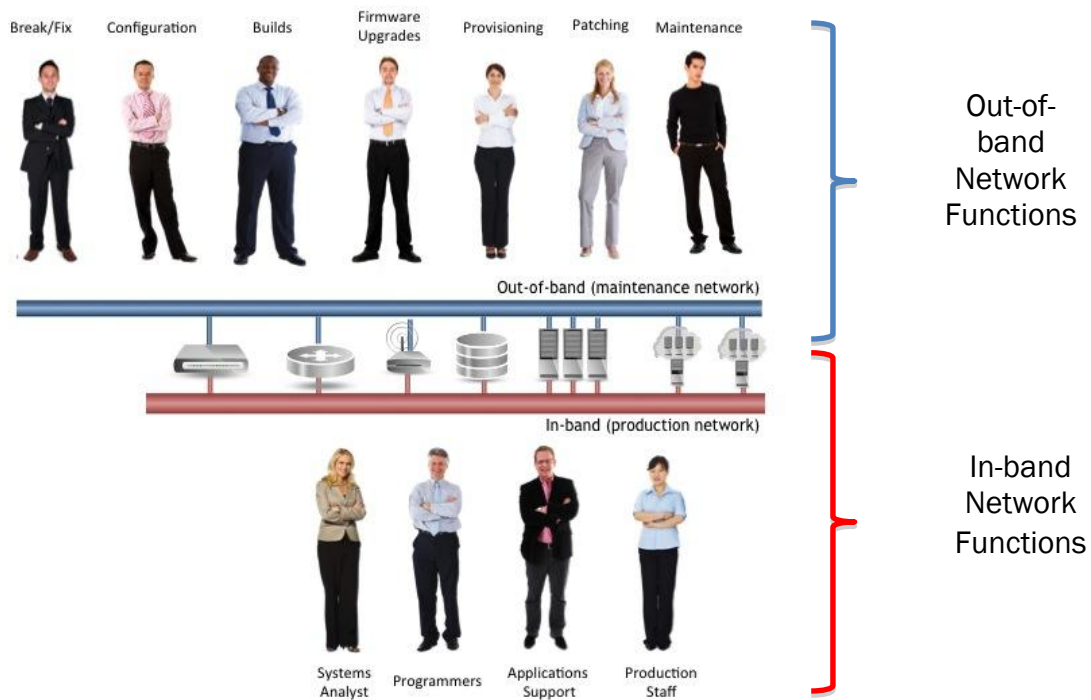 Break/Fix
Configuration
Builds
Firmware
Upgrades
Provisioning
Patching
Maintenance
Out-of-
band
Network
Functions
Out-of-band (maintenance network)
In-band (production network)
In-band
Network
Functions
Systems
Analyst
Programmers
Applications
Support
Production
Staff